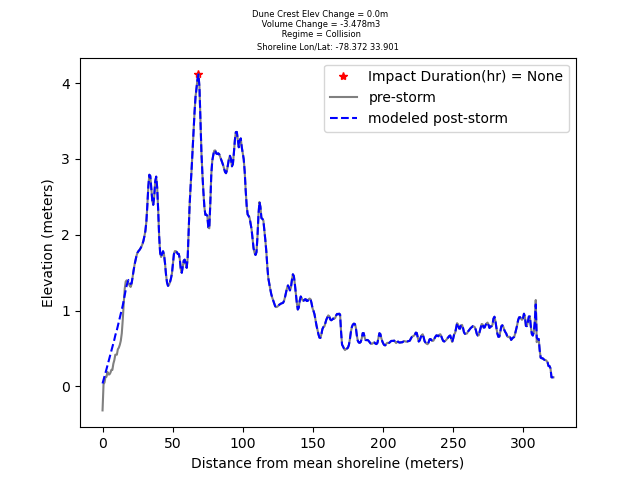 Dune Crest Elev Change = 0.0m
Volume Change = -3.478m3
Regime = Collision
Shoreline Lon/Lat: -78.372 33.901
Impact Duration(hr) = None
pre-storm
modeled post-storm
Elevation (meters)
4
3
2
1
0
0 50 100 150 200 250 300
Distance from mean shoreline (meters)